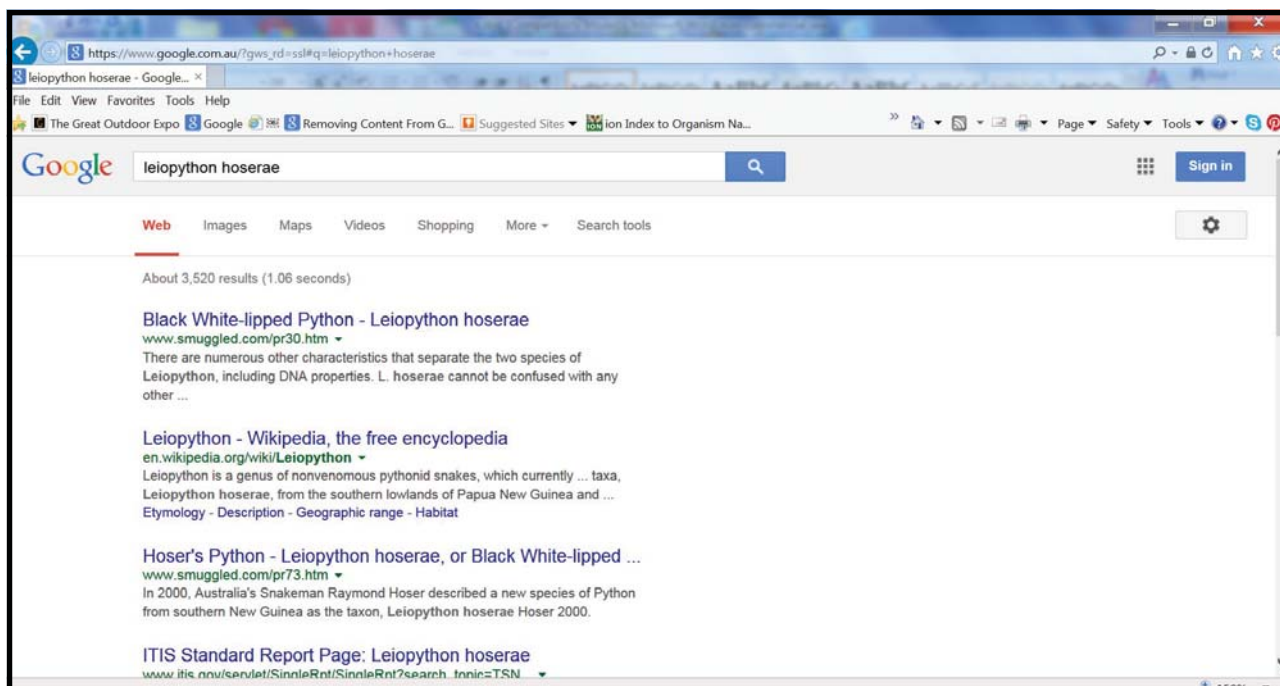 https://www.google.com.au/?gws_rd=ssl#q=leiopython+hoserae
leiopython hoserae - Google... ×
File Edit View Favorites Tools Help
The Great Outdoor Expo Google Removing Content From G... Suggested Sites ion Index to Organism Na... » Page Safety Tools
Google leiopython hoserae Sign in
Web Images Maps Videos Shopping More Search tools
About 3,520 results (1.06 seconds)
Black White-lipped Python - Leiopython hoserae
www.smuggled.com/pr30.htm
There are numerous other characteristics that separate the two species of
Leiopython, including DNA properties. L. hoserae cannot be confused with any
other ...
Leiopython - Wikipedia, the free encyclopedia
en.wikipedia.org/wiki/Leiopython
Leiopython is a genus of nonvenomous pythonid snakes, which currently ... taxa,
Leiopython hoserae, from the southern lowlands of Papua New Guinea and ...
Etymology - Description - Geographic range - Habitat
Hoser's Python - Leiopython hoserae, or Black White-lipped ...
www.smuggled.com/pr73.htm
In 2000, Australia's Snakeman Raymond Hoser described a new species of Python
from southern New Guinea as the taxon, Leiopython hoserae Hoser 2000.
ITIS Standard Report Page: Leiopython hoserae
www.itis.gov/servlet/SingleRpt/SingleRpt?search_topic=TSN